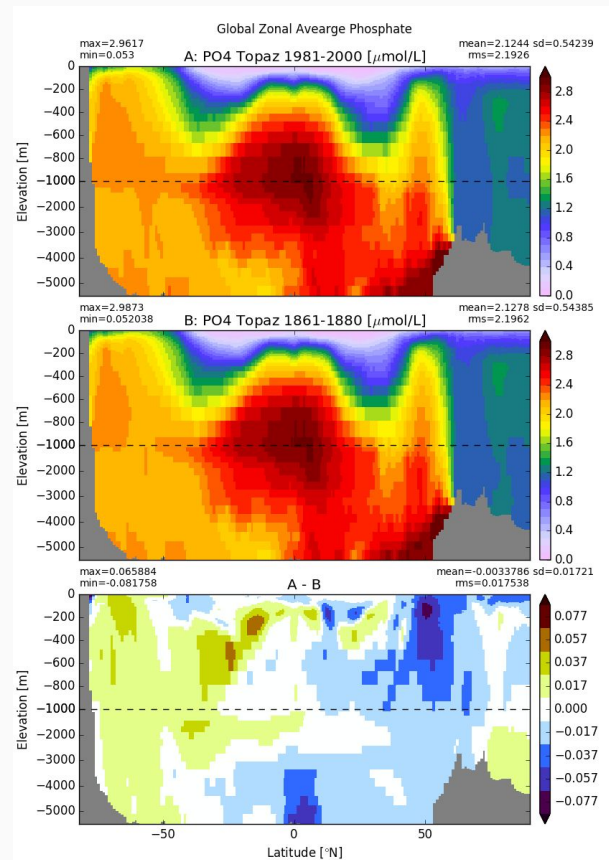 Global Zonal Avearge Phosphate
max=2.9617
min=0.053
A: PO4 Topaz 1981-2000 [μmol/L]
mean=2.1244 sd=0.54239
rms=2.1926
Elevation [m]
0
−200
−400
−600
−800
−1000
−2000
−3000
−4000
−5000
2.8
2.4
2.0
1.6
1.2
0.8
0.4
0.0
max=2.9873
min=0.052038
B: PO4 Topaz 1861-1880 [μmol/L]
mean=2.1278 sd=0.54385
rms=2.1962
Elevation [m]
0
−200
−400
−600
−800
−1000
−2000
−3000
−4000
−5000
2.8
2.4
2.0
1.6
1.2
0.8
0.4
0.0
max=0.065884
min=-0.081758
A - B
mean=-0.0033786 sd=0.01721
rms=0.017538
Elevation [m]
0
−200
−400
−600
−800
−1000
−2000
−3000
−4000
−5000
0.077
0.057
0.037
0.017
0.000
−0.017
−0.037
−0.057
−0.077
−50
0
50
Latitude [°N]